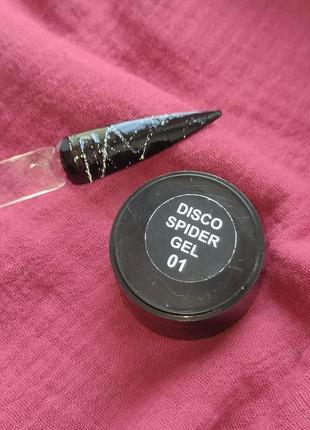 DISCO
SPIDER
GEL
01